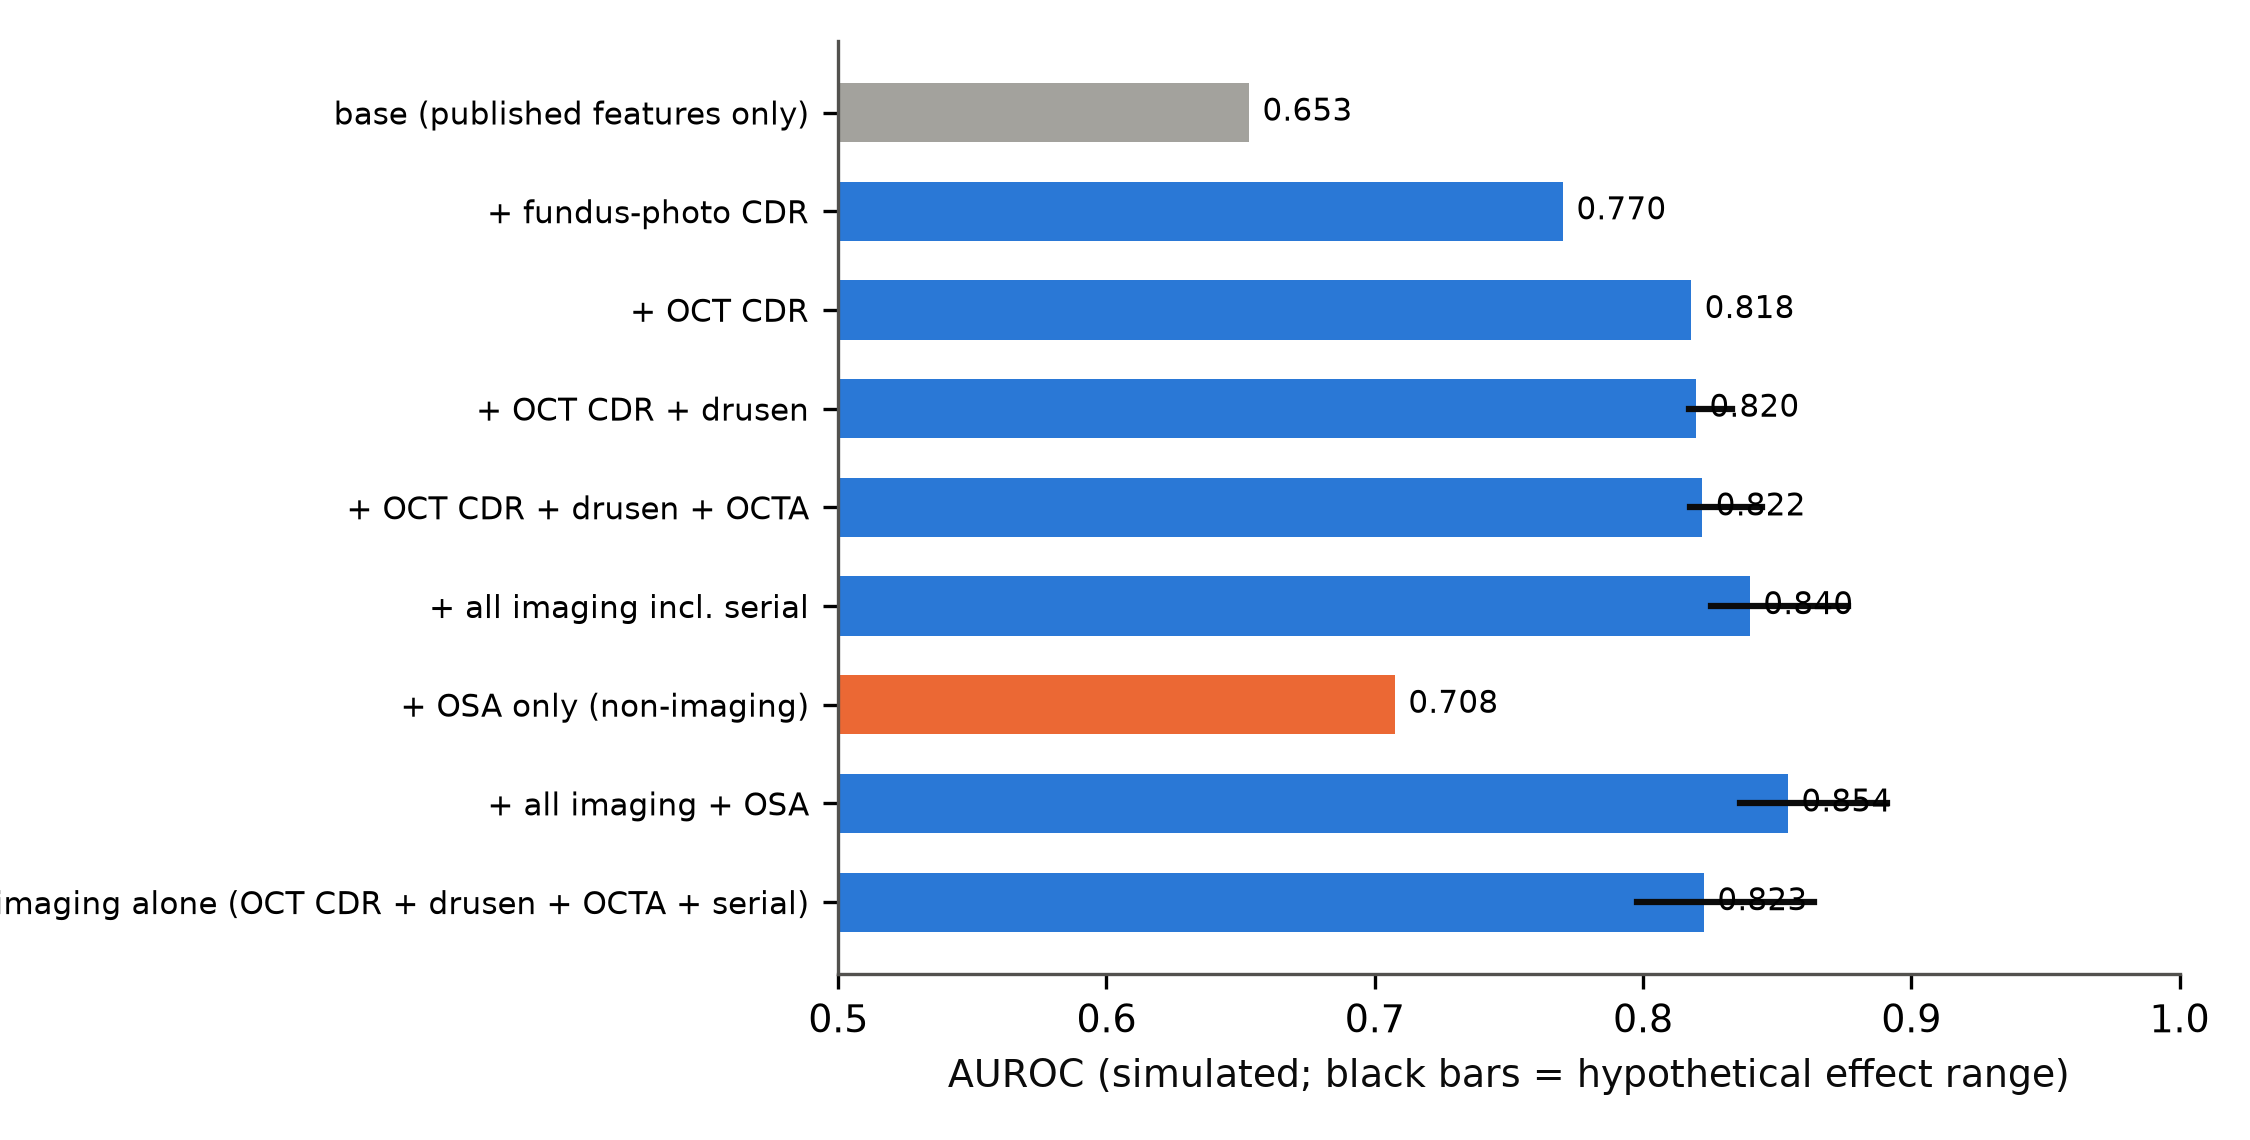 base (published features only) 0.653
+ fundus-photo CDR 0.770
+ OCT CDR 0.818
+ OCT CDR + drusen 0.820
+ OCT CDR + drusen + OCTA 0.822
+ all imaging incl. serial 0.840
+ OSA only (non-imaging) 0.708
+ all imaging + OSA 0.854
imaging alone (OCT CDR + drusen + OCTA + serial) 0.823
0.5 0.6 0.7 0.8 0.9 1.0
AUROC (simulated; black bars = hypothetical effect range)